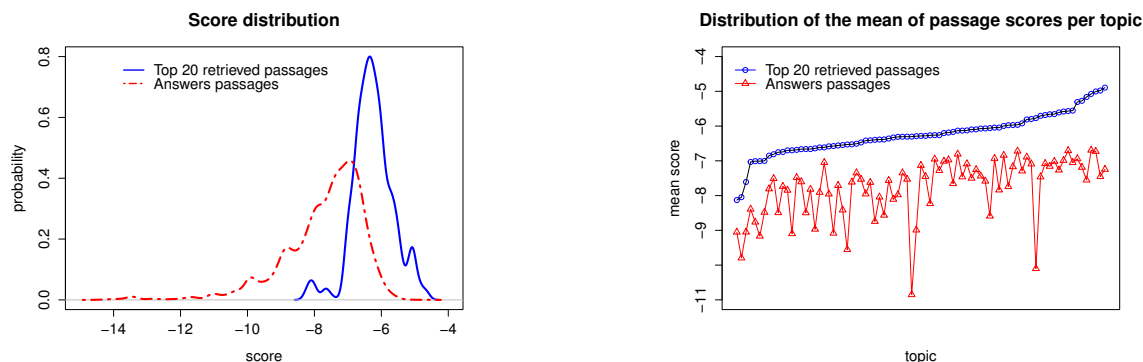 Score distribution
probability
0.0
0.2
0.4
0.6
0.8
Top 20 retrieved passages
Answers passages
−14
−12
−10
−8
−6
−4
score
Distribution of the mean of passage scores per topic
mean score
−4
−5
−6
−7
−8
−9
−11
Top 20 retrieved passages
Answers passages
topic